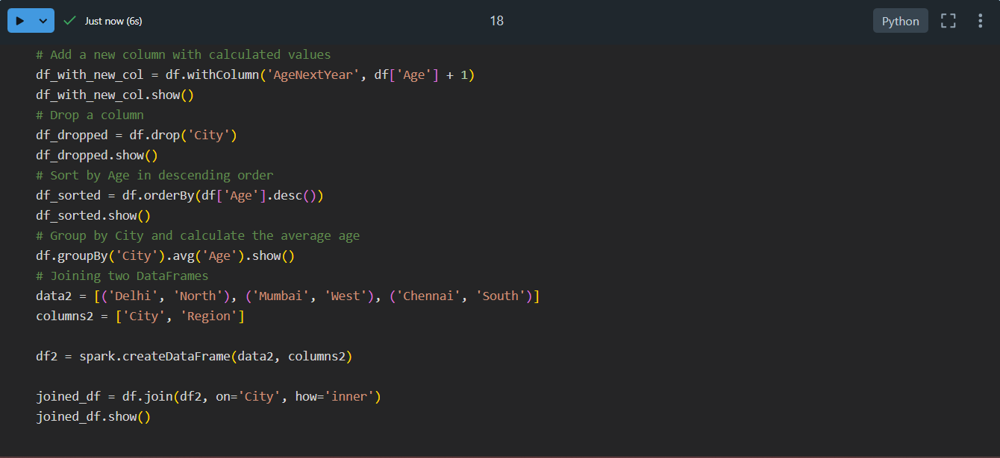 Just now (6s)
18
Python
# Add a new column with calculated values
df_with_new_col = df.withColumn('AgeNextYear', df['Age'] + 1)
df_with_new_col.show()
# Drop a column
df_dropped = df.drop('City')
df_dropped.show()
# Sort by Age in descending order
df_sorted = df.orderBy(df['Age'].desc())
df_sorted.show()
# Group by City and calculate the average age
df.groupBy('City').avg('Age').show()
# Joining two DataFrames
data2 = [('Delhi', 'North'), ('Mumbai', 'West'), ('Chennai', 'South')]
columns2 = ['City', 'Region']
df2 = spark.createDataFrame(data2, columns2)
joined_df = df.join(df2, on='City', how='inner')
joined_df.show()